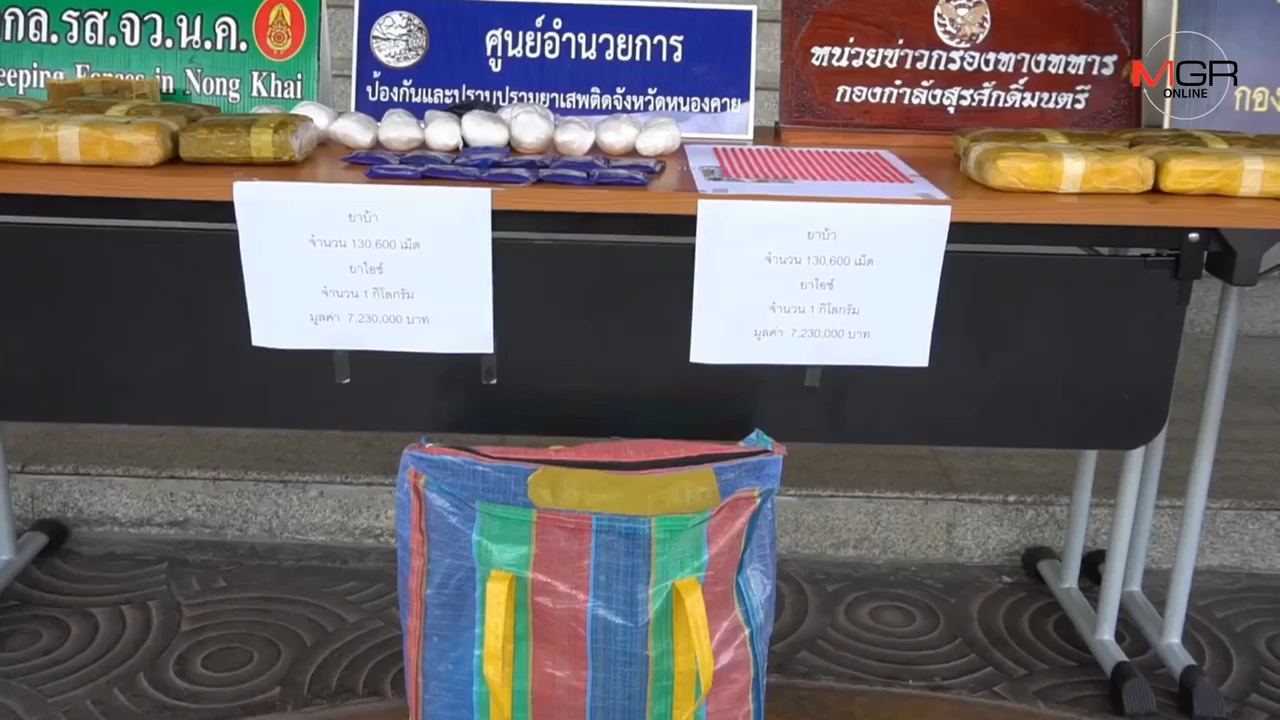 กกล.รส.จว.น.ค.
eeping Forces in Nong Khai
ศูนย์อำนวยการ
ป้องกันและปราบปรามยาเสพติดจังหวัดหนองคาย
หน่วยข่าวกรองทางทหาร
กองกำลังสุรศักดิ์มนตรี
MGR
ONLINE
กอง
ยาบ้า
จำนวน 130,600 เม็ด
ยาไอซ์
จำนวน 1 กิโลกรัม
มูลค่า 7,230,000 บาท
ยาบ้า
จำนวน 130,600 เม็ด
ยาไอซ์
จำนวน 1 กิโลกรัม
มูลค่า 7,230,000 บาท